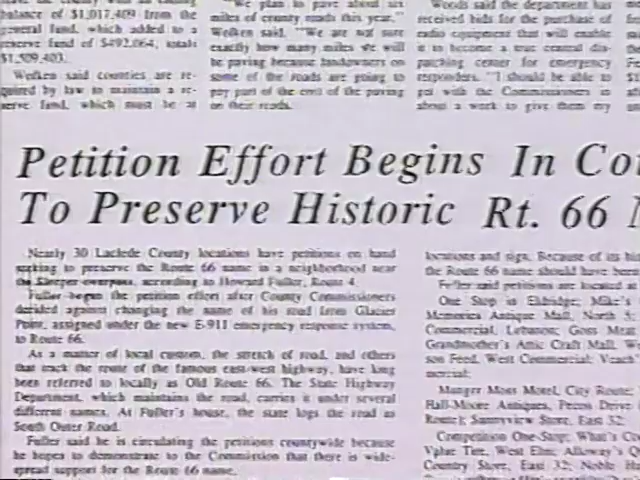 balance of $1,017,409 from the
general fund, which added to a
reserve fund of $492,064, totals
$1,509,403.
Wofken said counties are re-
quired by law to maintain a re-
serve fund, which must be at
"We plan to pave about six
miles of county roads this year,"
Wofken said. "We are not sure
exactly how many miles we will
be paving because landowners on
some of the roads are going to
pay part of the cost of the paving
on their roads.
Woods said the department has
received bids for the purchase of
radio equipment that will enable
it to become a true central dis-
patching center for emergency
responders. "I should be able to
get with the Commissioners in
about a week to give them my
Petition Effort Begins In Cou
To Preserve Historic Rt. 66 N
Nearly 30 Laclede County locations have petitions on hand
seeking to preserve the Route 66 name in a neighborhood near
the Sleeper overpass, according to Howard Fuller, Route 4.
Fuller began the petition effort after County Commissioners
decided against changing the name of his road from Glacier
Point, assigned under the new E-911 emergency response system,
to Route 66.
As a matter of local custom, the stretch of road, and others
that track the route of the famous east-west highway, have long
been referred to locally as Old Route 66. The State Highway
Department, which maintains the road, carries it under several
different names. At Fuller's house, the state logs the road as
South Outer Road.
Fuller said he is circulating the petitions countywide because
he hopes to demonstrate to the Commission that there is wide-
spread support for the Route 66 name.
locations and sign. Because of its his
the Route 66 name should have been
Fuller said petitions are located at
One Stop in Eldridge; Mike's
Memories Antique Mall, North 5;
Commercial, Lebanon; Goss Meat
Grandmother's Attic Craft Mall, We
son Feed, West Commercial; Veach
mercial;
Munger Moss Motel, City Route;
Hall-Moore Antiques, Pecos Drive
Route; Sunnyview Store, East 32;
Competition One-Stop; What's Co
Value Tire, West Elm; Alloway's O
Country Store, East 32; Noble H